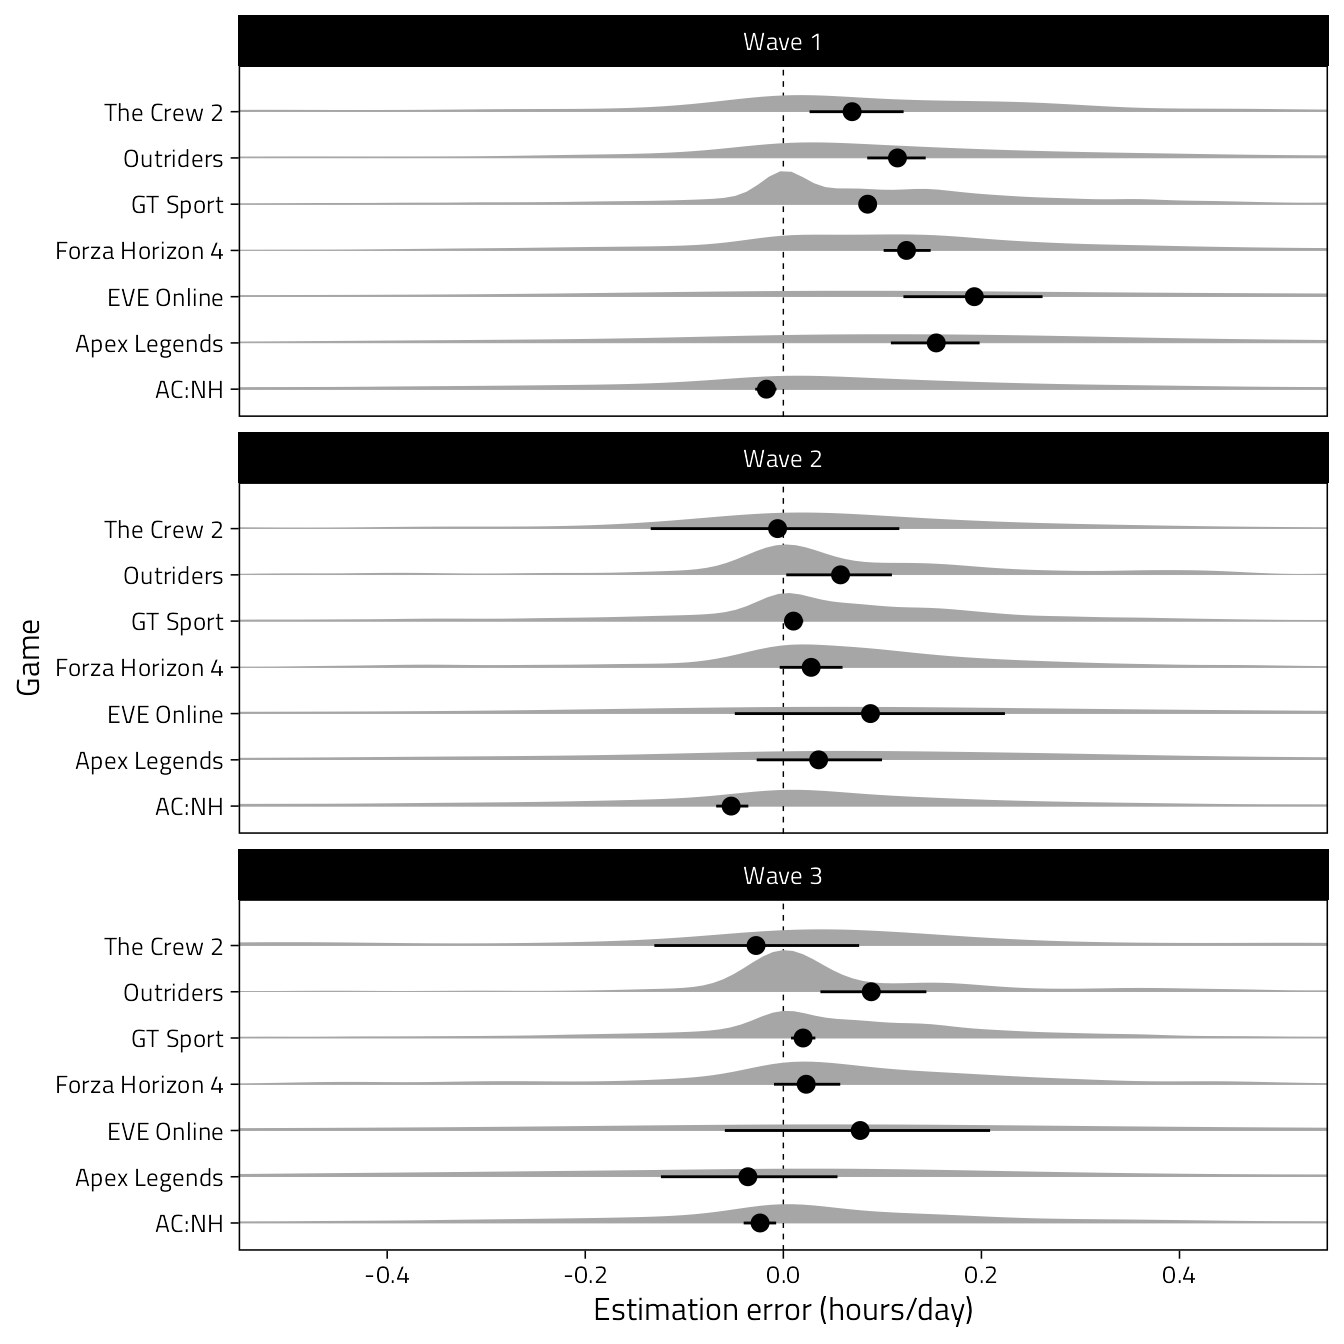 Wave 1
The Crew 2
Outriders
GT Sport
Forza Horizon 4
EVE Online
Apex Legends
AC:NH
Wave 2
The Crew 2
Outriders
GT Sport
Forza Horizon 4
EVE Online
Apex Legends
AC:NH
Game
Wave 3
The Crew 2
Outriders
GT Sport
Forza Horizon 4
EVE Online
Apex Legends
AC:NH
-0.4 -0.2 0.0 0.2 0.4
Estimation error (hours/day)